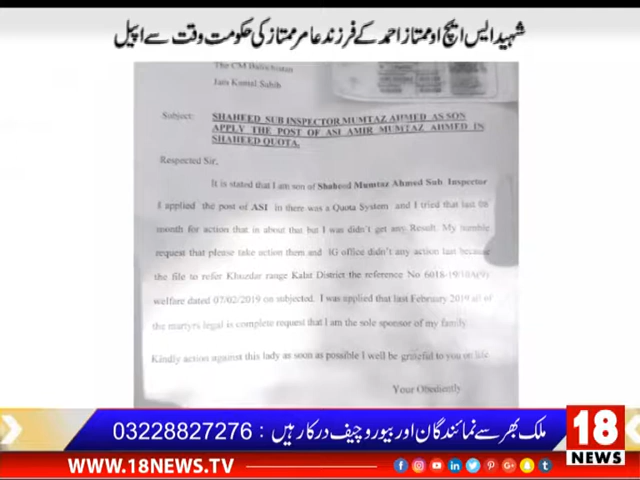 شہید ایس ایچ او ممتاز احمد کے فرزند عامر ممتاز کی حکومت وقت سے اپیل
The CM Balochistan
Jam Kamal Sahib
Subject: SHAHEED SUB INSPECTOR MUMTAZ AHMED AS SON
APPLY THE POST OF ASI AMIR MUMTAZ AHMED IN
SHAHEED QUOTA.
Respected Sir,
It is stated that I am son of Shaheed Mumtaz Ahmed Sub Inspector
I applied the post of ASI in there was a Quota System and I tried that last 08
month for action that in about that but I was didn't get any Result. My humble
request that please take action them and IG office didn't any action last because
the file to refer Khuzdar range Kalat District the reference No 6018-19/10A(9)
welfare dated 07/02/2019 on subjected. I was applied that last February 2019 all of
the martyrs legal is complete request that I am the sole sponsor of my family.
Kindly action against this lady as soon as possible I well be grateful to you on life
Your Obediently
ملک بھر سے نمائندگان اور بیورو چیف درکار ہیں : 03228827276
18
NEWS
WWW.18NEWS.TV